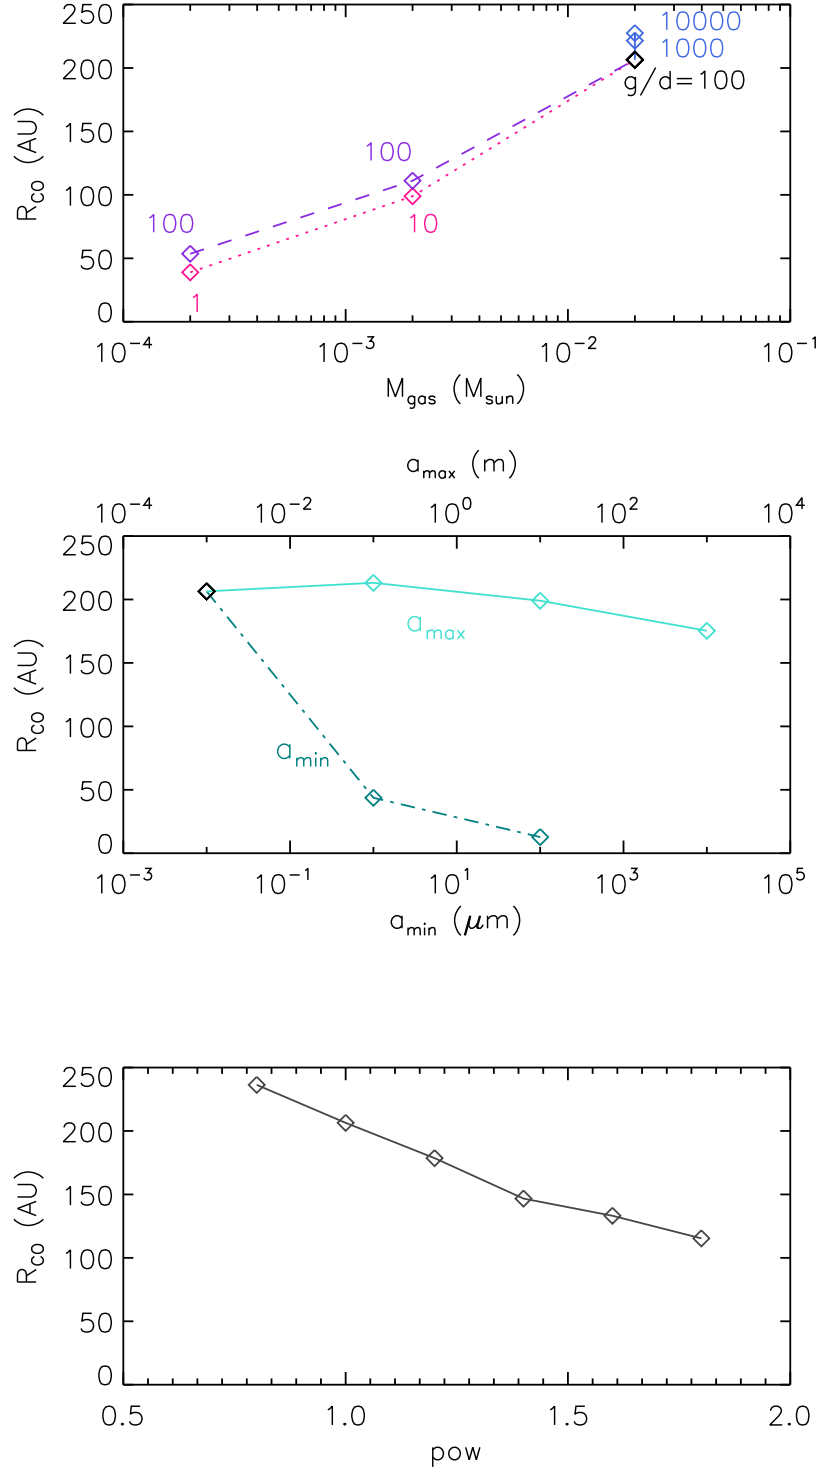 250
200
150
100
50
0
R_CO (AU)
10000
1000
g/d=100
100
100
10
1
10^-4 10^-3 10^-2 10^-1
M_gas (M_sun)
a_max (m)
10^-4 10^-2 10^0 10^2 10^4
250
200
150
100
50
0
R_CO (AU)
a_max
a_min
10^-3 10^-1 10^1 10^3 10^5
a_min (μm)
250
200
150
100
50
0
R_CO (AU)
0.5 1.0 1.5 2.0
pow